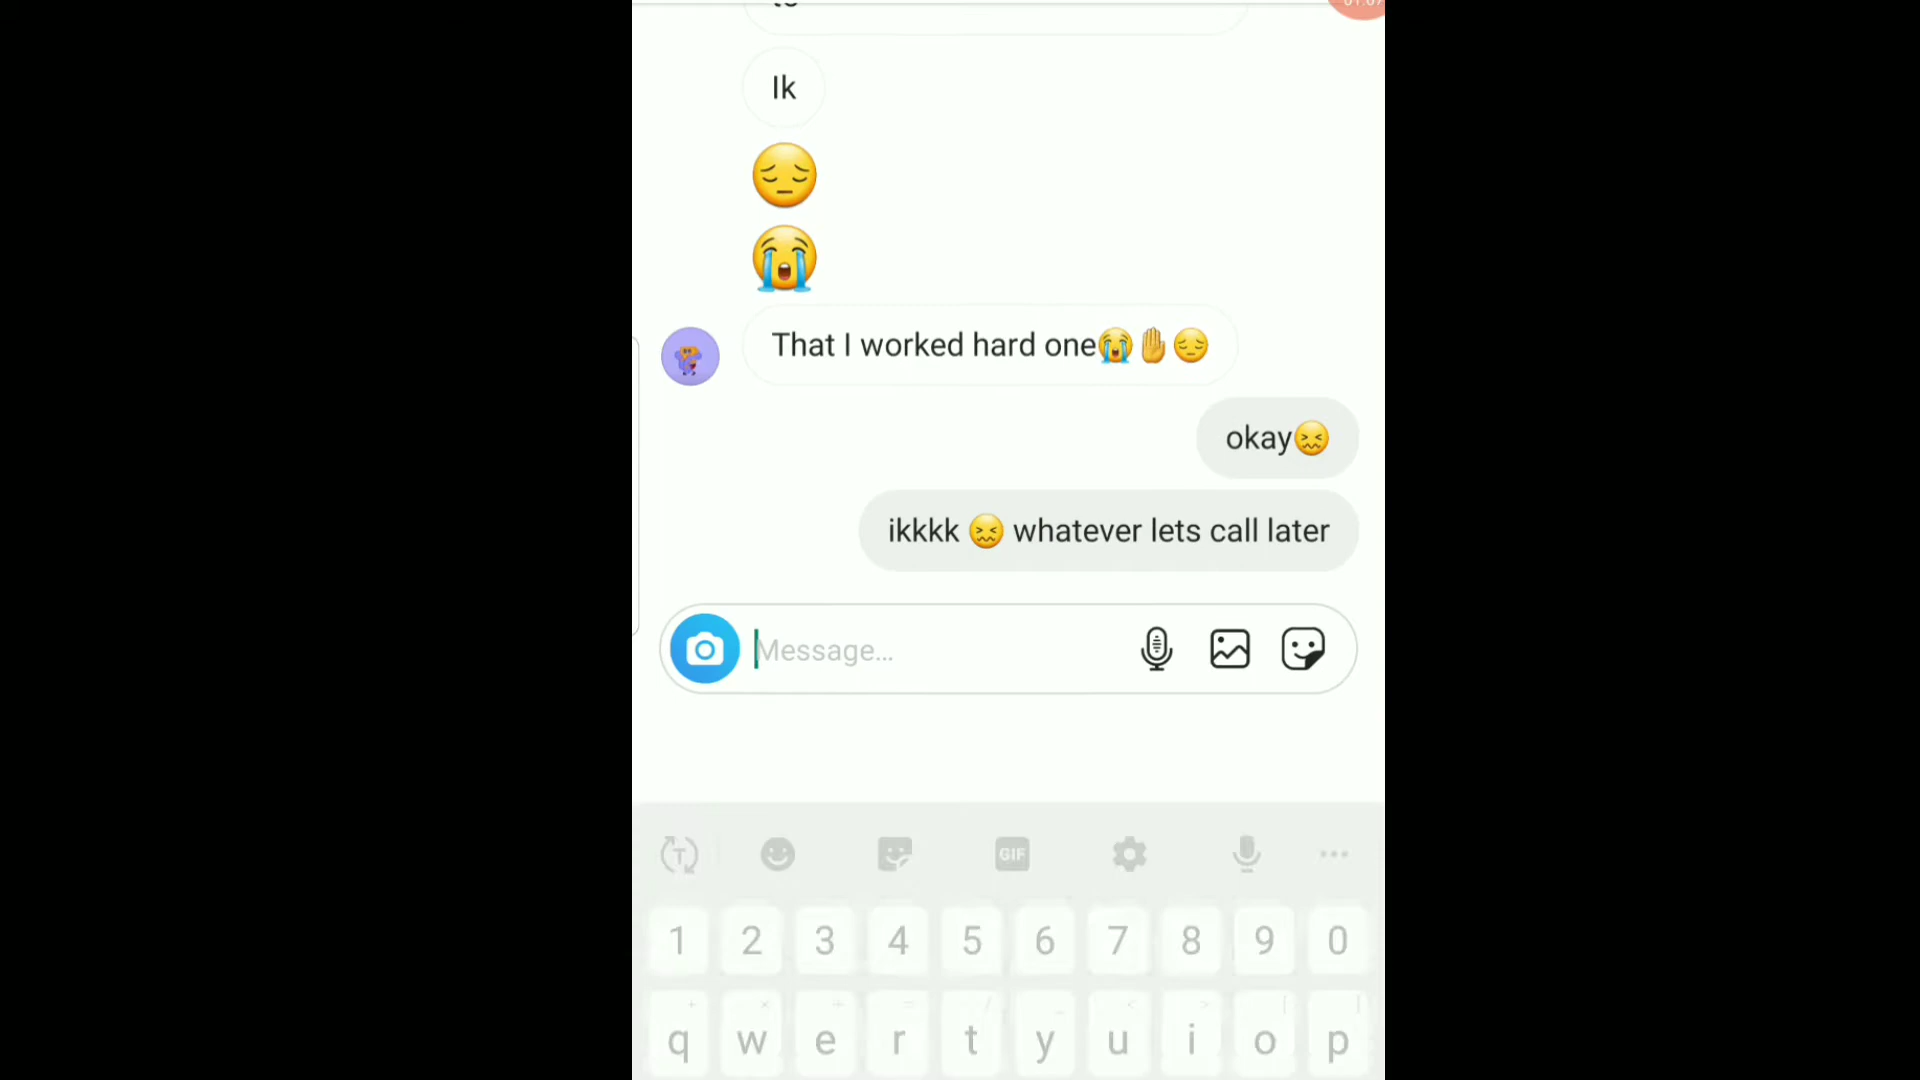 Ik
😔
😭
That I worked hard one😭✋😔
okay😖
ikkkk 😖 whatever lets call later
Message...
GIF
1 2 3 4 5 6 7 8 9 0
q w e r t y u i o p